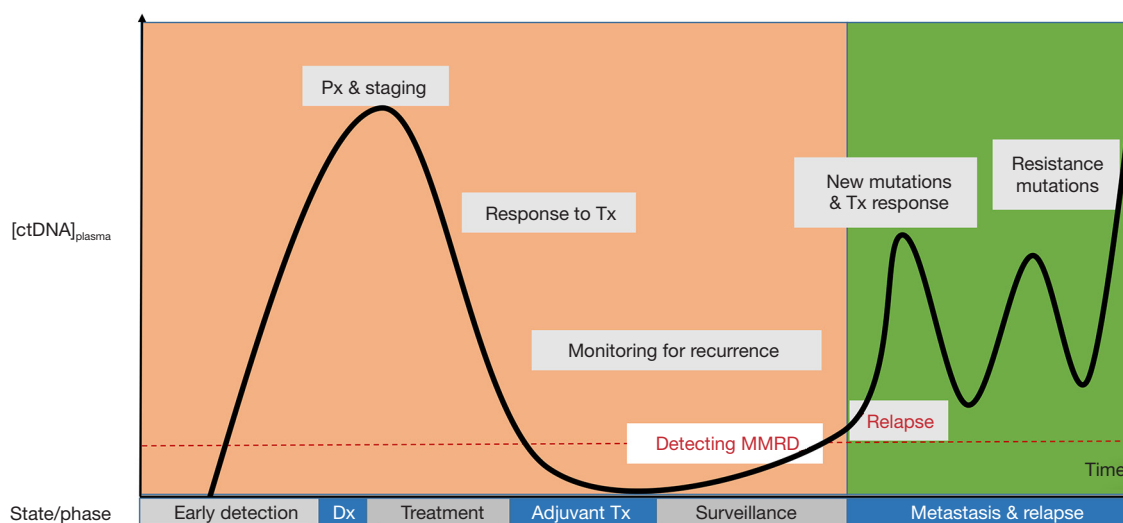 Px & staging
Response to Tx
New mutations
& Tx response
Resistance
mutations
[ctDNA]plasma
Monitoring for recurrence
Detecting MMRD
Relapse
Time
State/phase
Early detection
Dx
Treatment
Adjuvant Tx
Surveillance
Metastasis & relapse